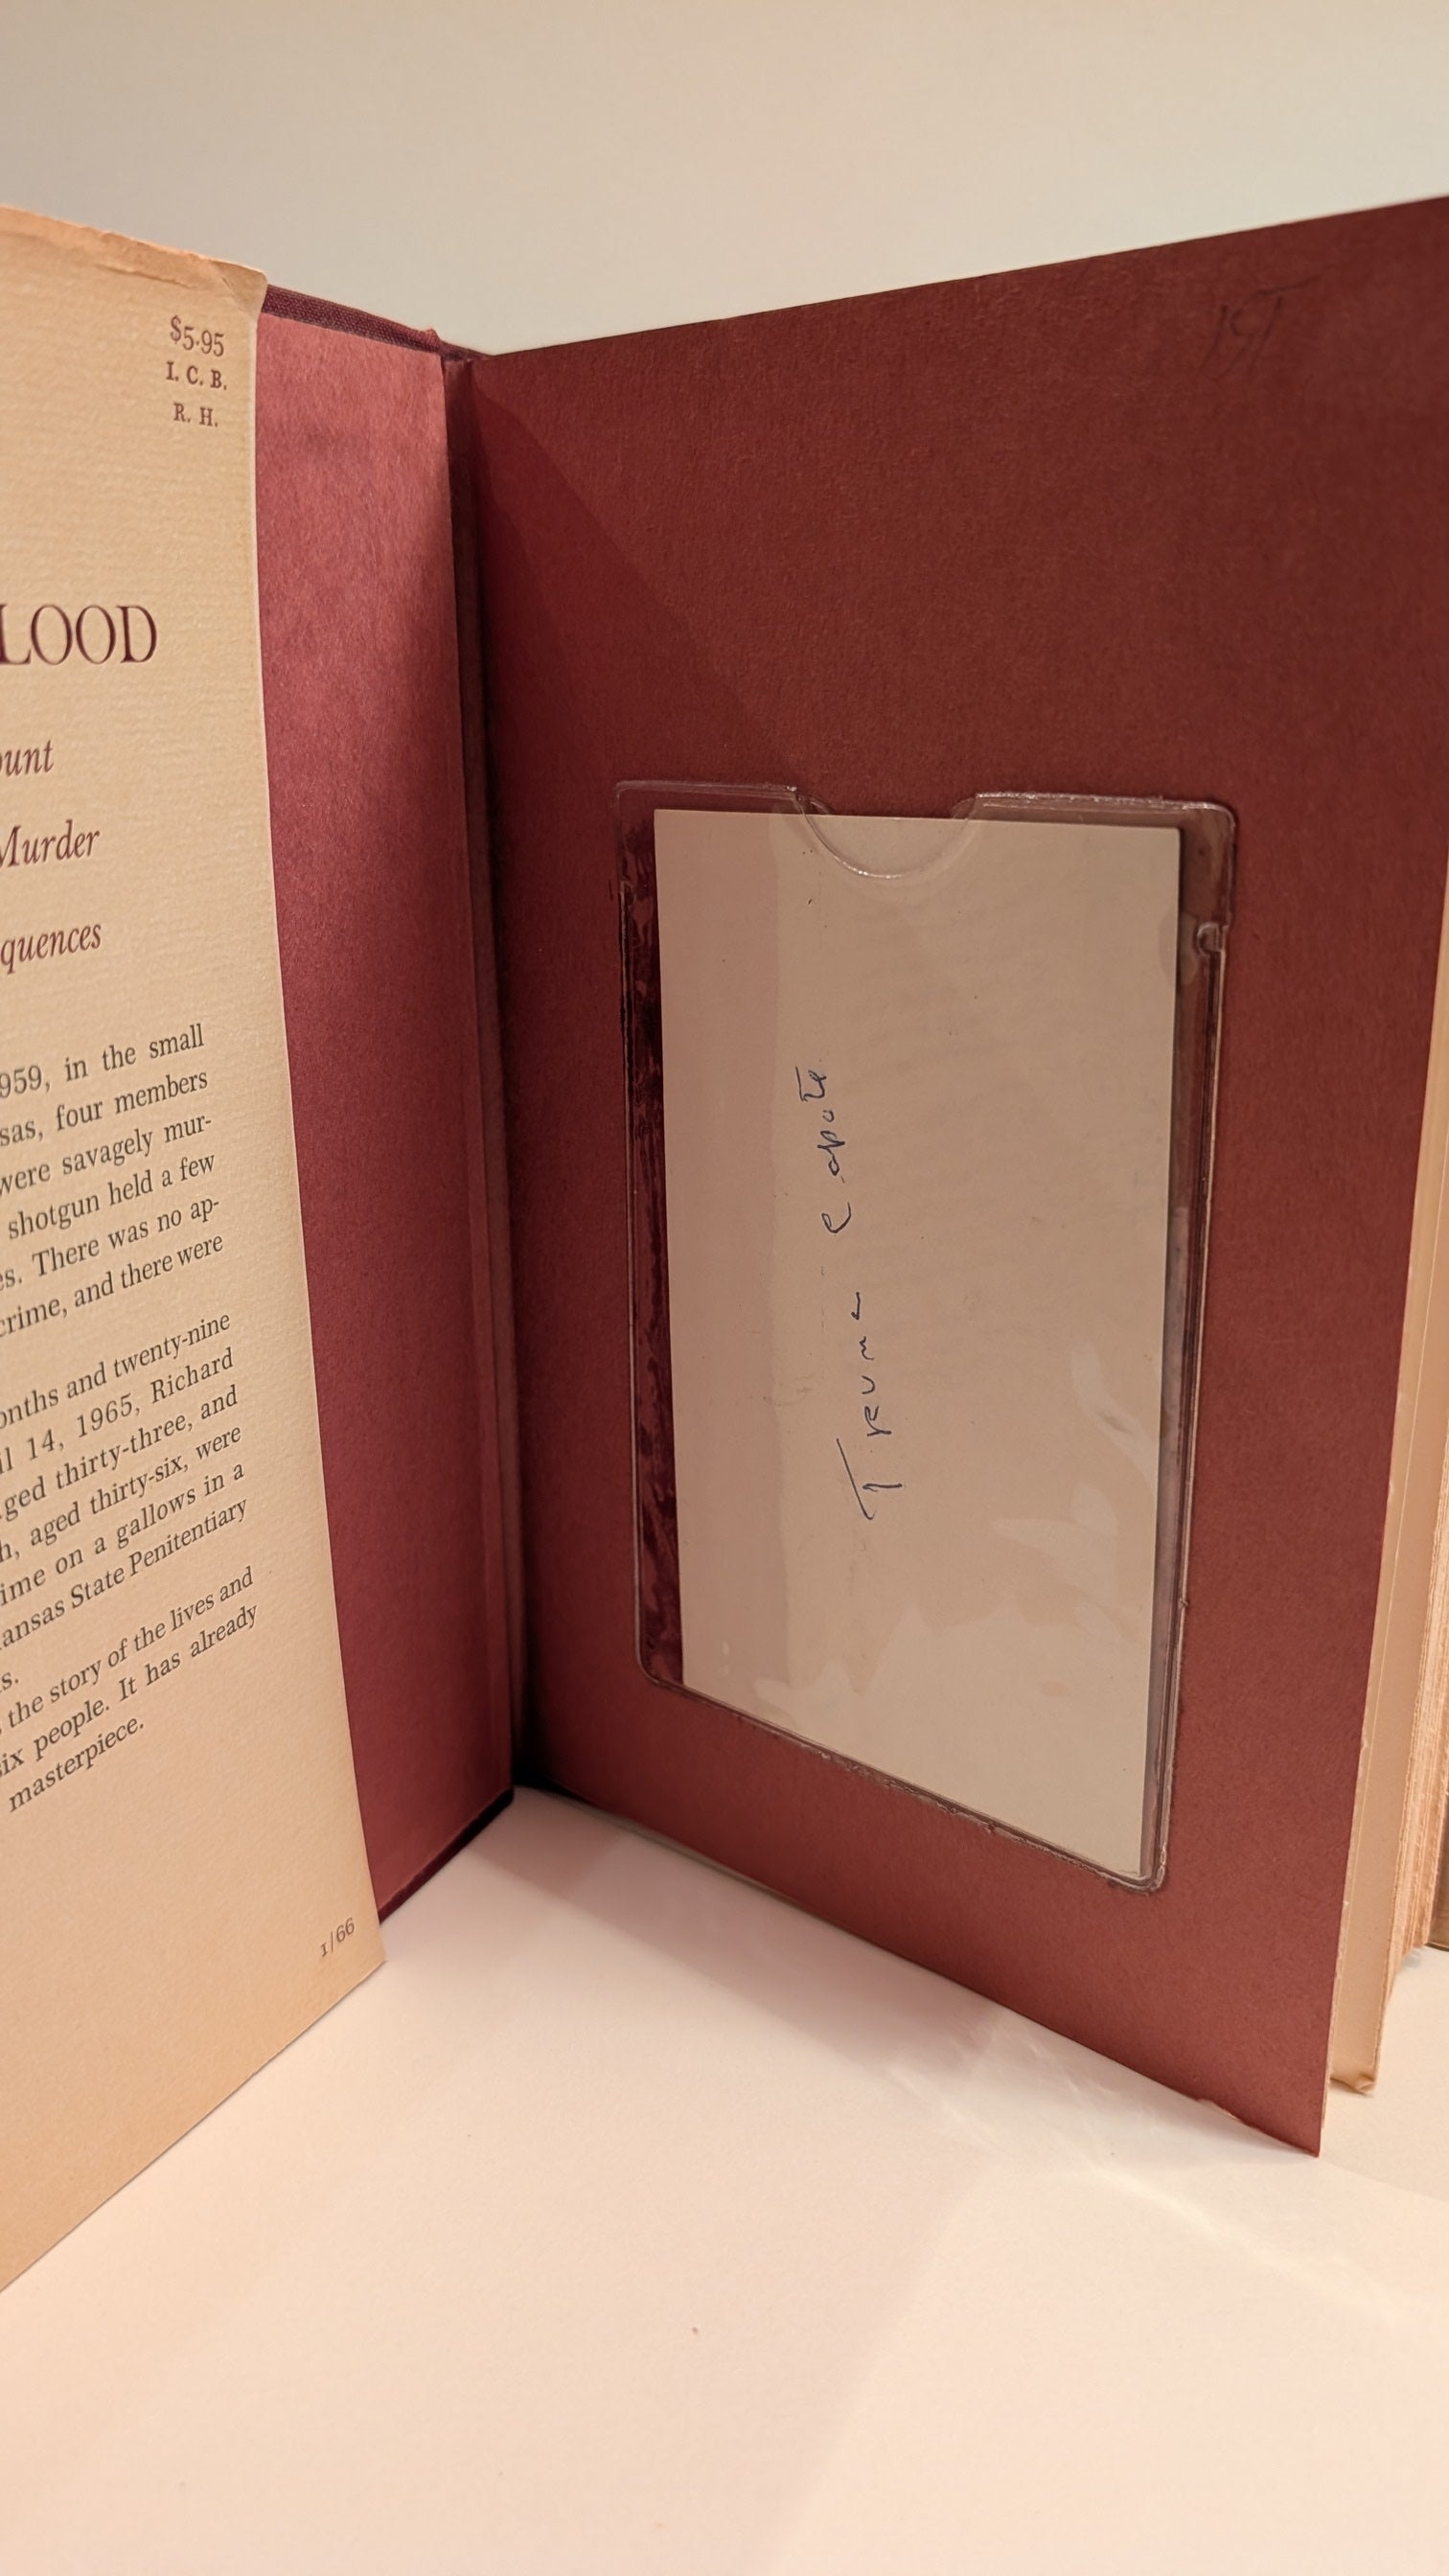 $5.95
I. C. B.
R. H.
LOOD
ount
Murder
quences
959, in the small
sas, four members
were savagely mur-
shotgun held a few
es. There was no ap-
crime, and there were
onths and twenty-nine
il 14, 1965, Richard
aged thirty-three, and
h, aged thirty-six, were
ime on a gallows in a
ansas State Penitentiary
s.
the story of the lives and
six people. It has already
masterpiece.
1/66
Truman Capote